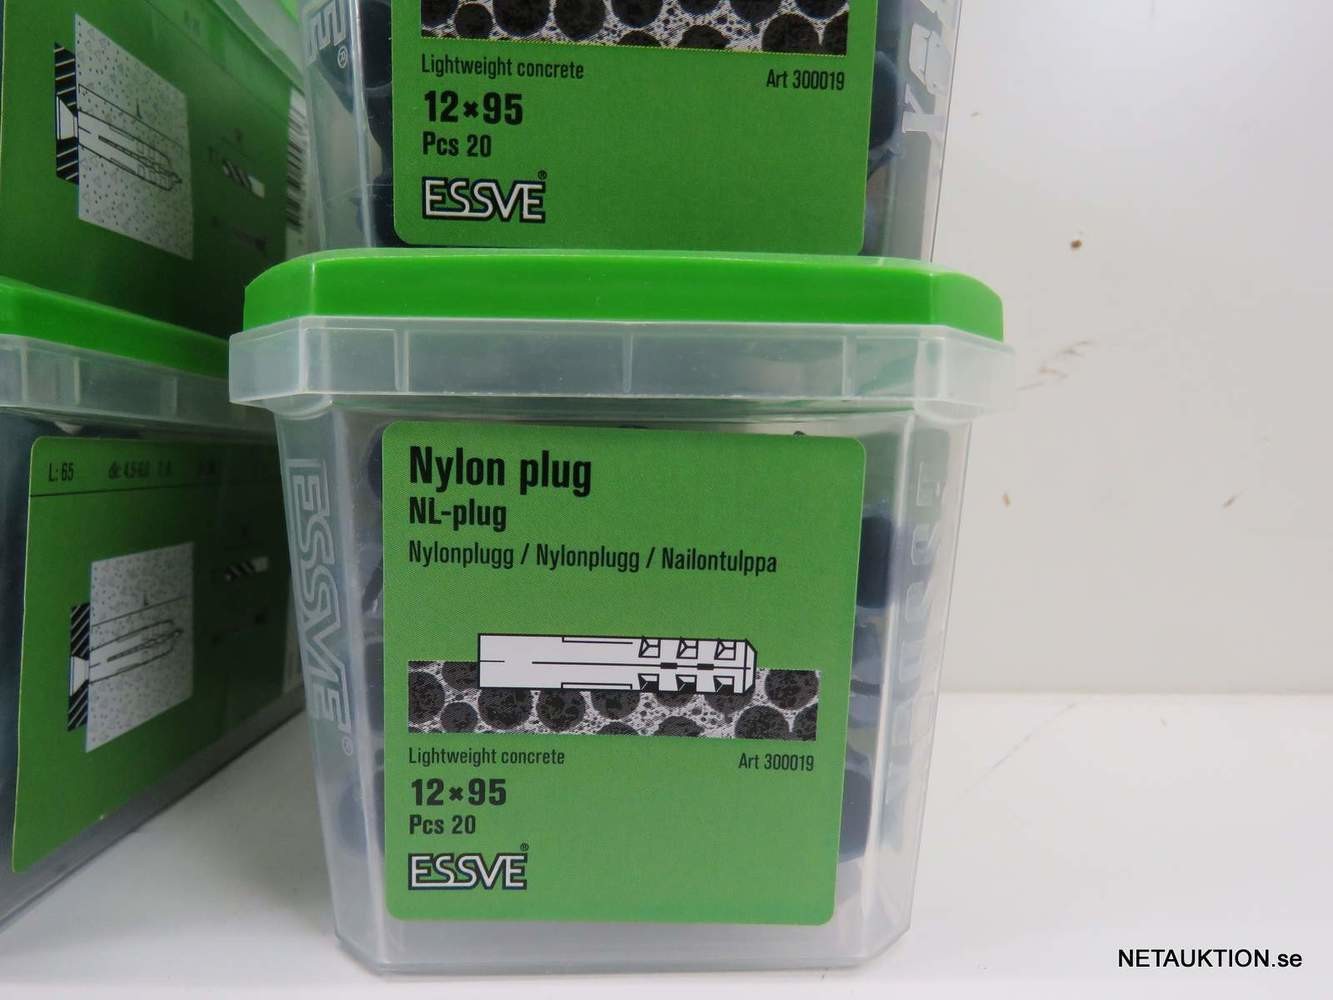 Lightweight concrete
Art 300019
12×95
Pcs 20
ESSVE®
Nylon plug
NL-plug
Nylonplugg / Nylonplugg / Nailontulppa
Lightweight concrete
Art 300019
12×95
Pcs 20
ESSVE®
ESSVE®
L: 65
NETAUKTION.se